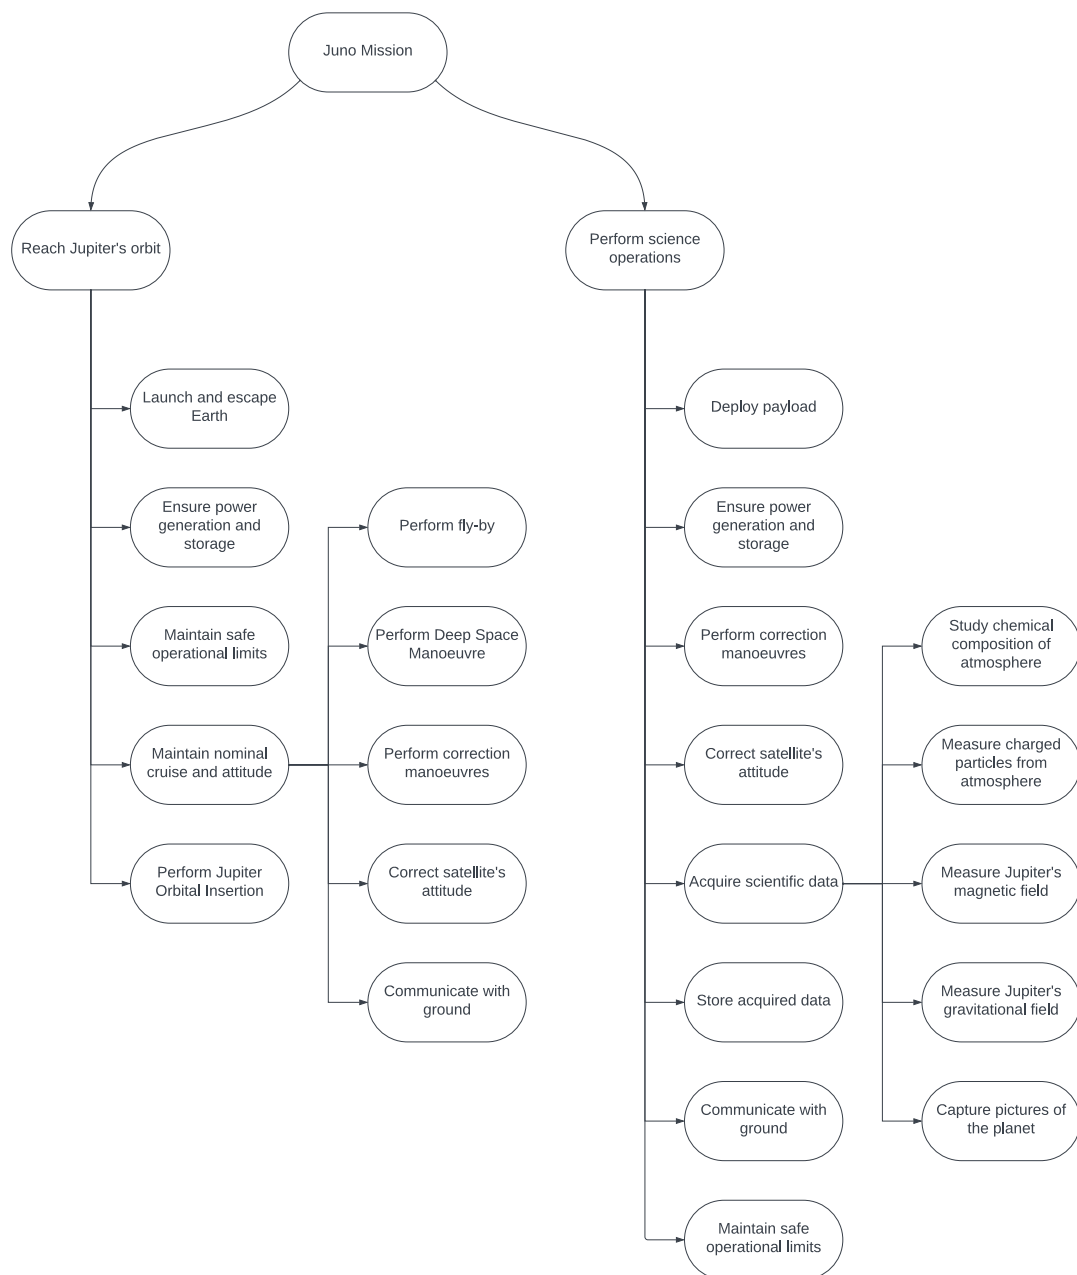 Juno Mission
Reach Jupiter's orbit
Perform science
operations
Launch and escape
Earth
Ensure power
generation and
storage
Maintain safe
operational limits
Maintain nominal
cruise and attitude
Perform Jupiter
Orbital Insertion
Perform fly-by
Perform Deep Space
Manoeuvre
Perform correction
manoeuvres
Correct satellite's
attitude
Communicate with
ground
Deploy payload
Ensure power
generation and
storage
Perform correction
manoeuvres
Correct satellite's
attitude
Acquire scientific data
Store acquired data
Communicate with
ground
Maintain safe
operational limits
Study chemical
composition of
atmosphere
Measure charged
particles from
atmosphere
Measure Jupiter's
magnetic field
Measure Jupiter's
gravitational field
Capture pictures of
the planet